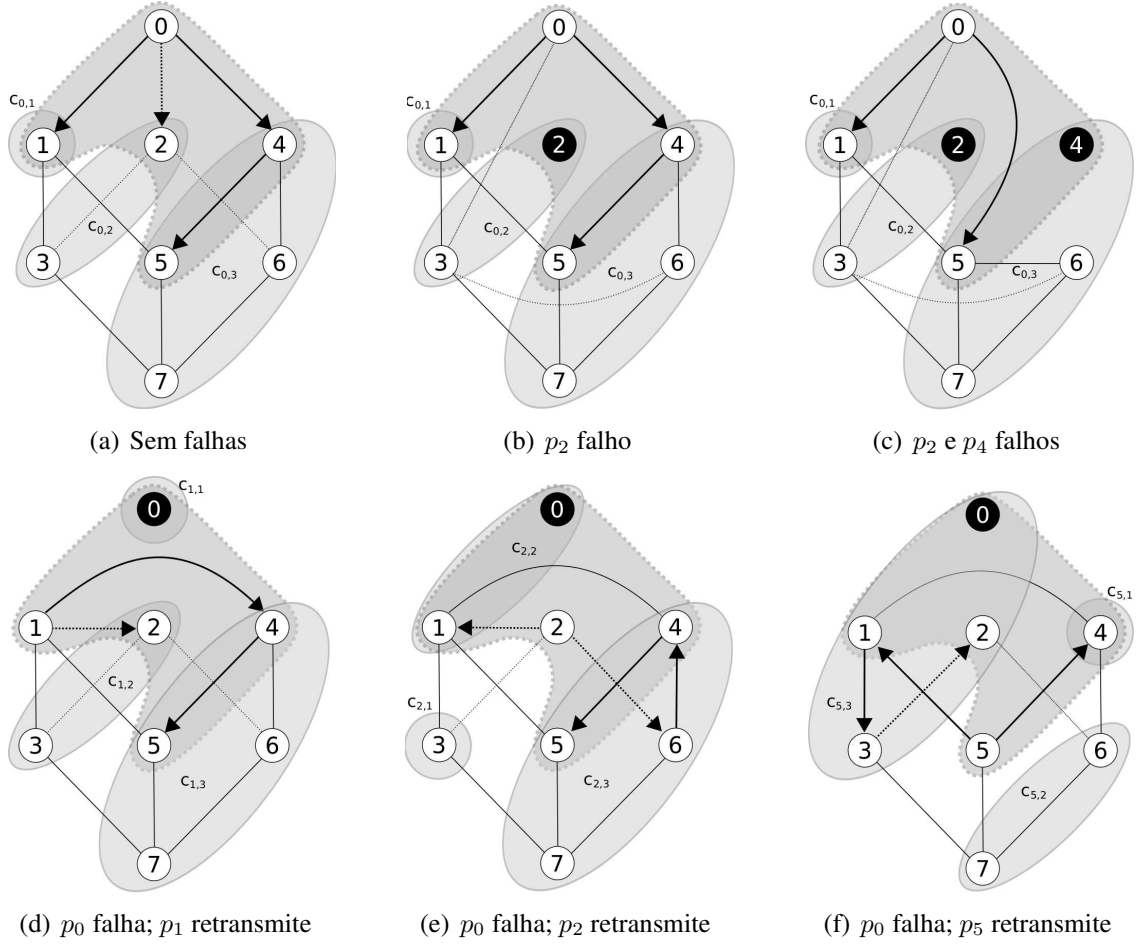 0
c0,1
1
2
4
c0,2
3
5
c0,3
6
7
(a) Sem falhas
0
c0,1
1
2
4
c0,2
3
5
c0,3
6
7
(b) p2 falho
0
c0,1
1
2
4
c0,2
3
5
c0,3
6
7
(c) p2 e p4 falhos
c1,1
0
1
2
4
c1,2
3
5
6
c1,3
7
(d) p0 falha; p1 retransmite
0
c2,2
1
2
4
c2,1
3
5
6
c2,3
7
(e) p0 falha; p2 retransmite
0
c5,1
1
2
4
c5,3
3
5
6
c5,2
7
(f) p0 falha; p5 retransmite